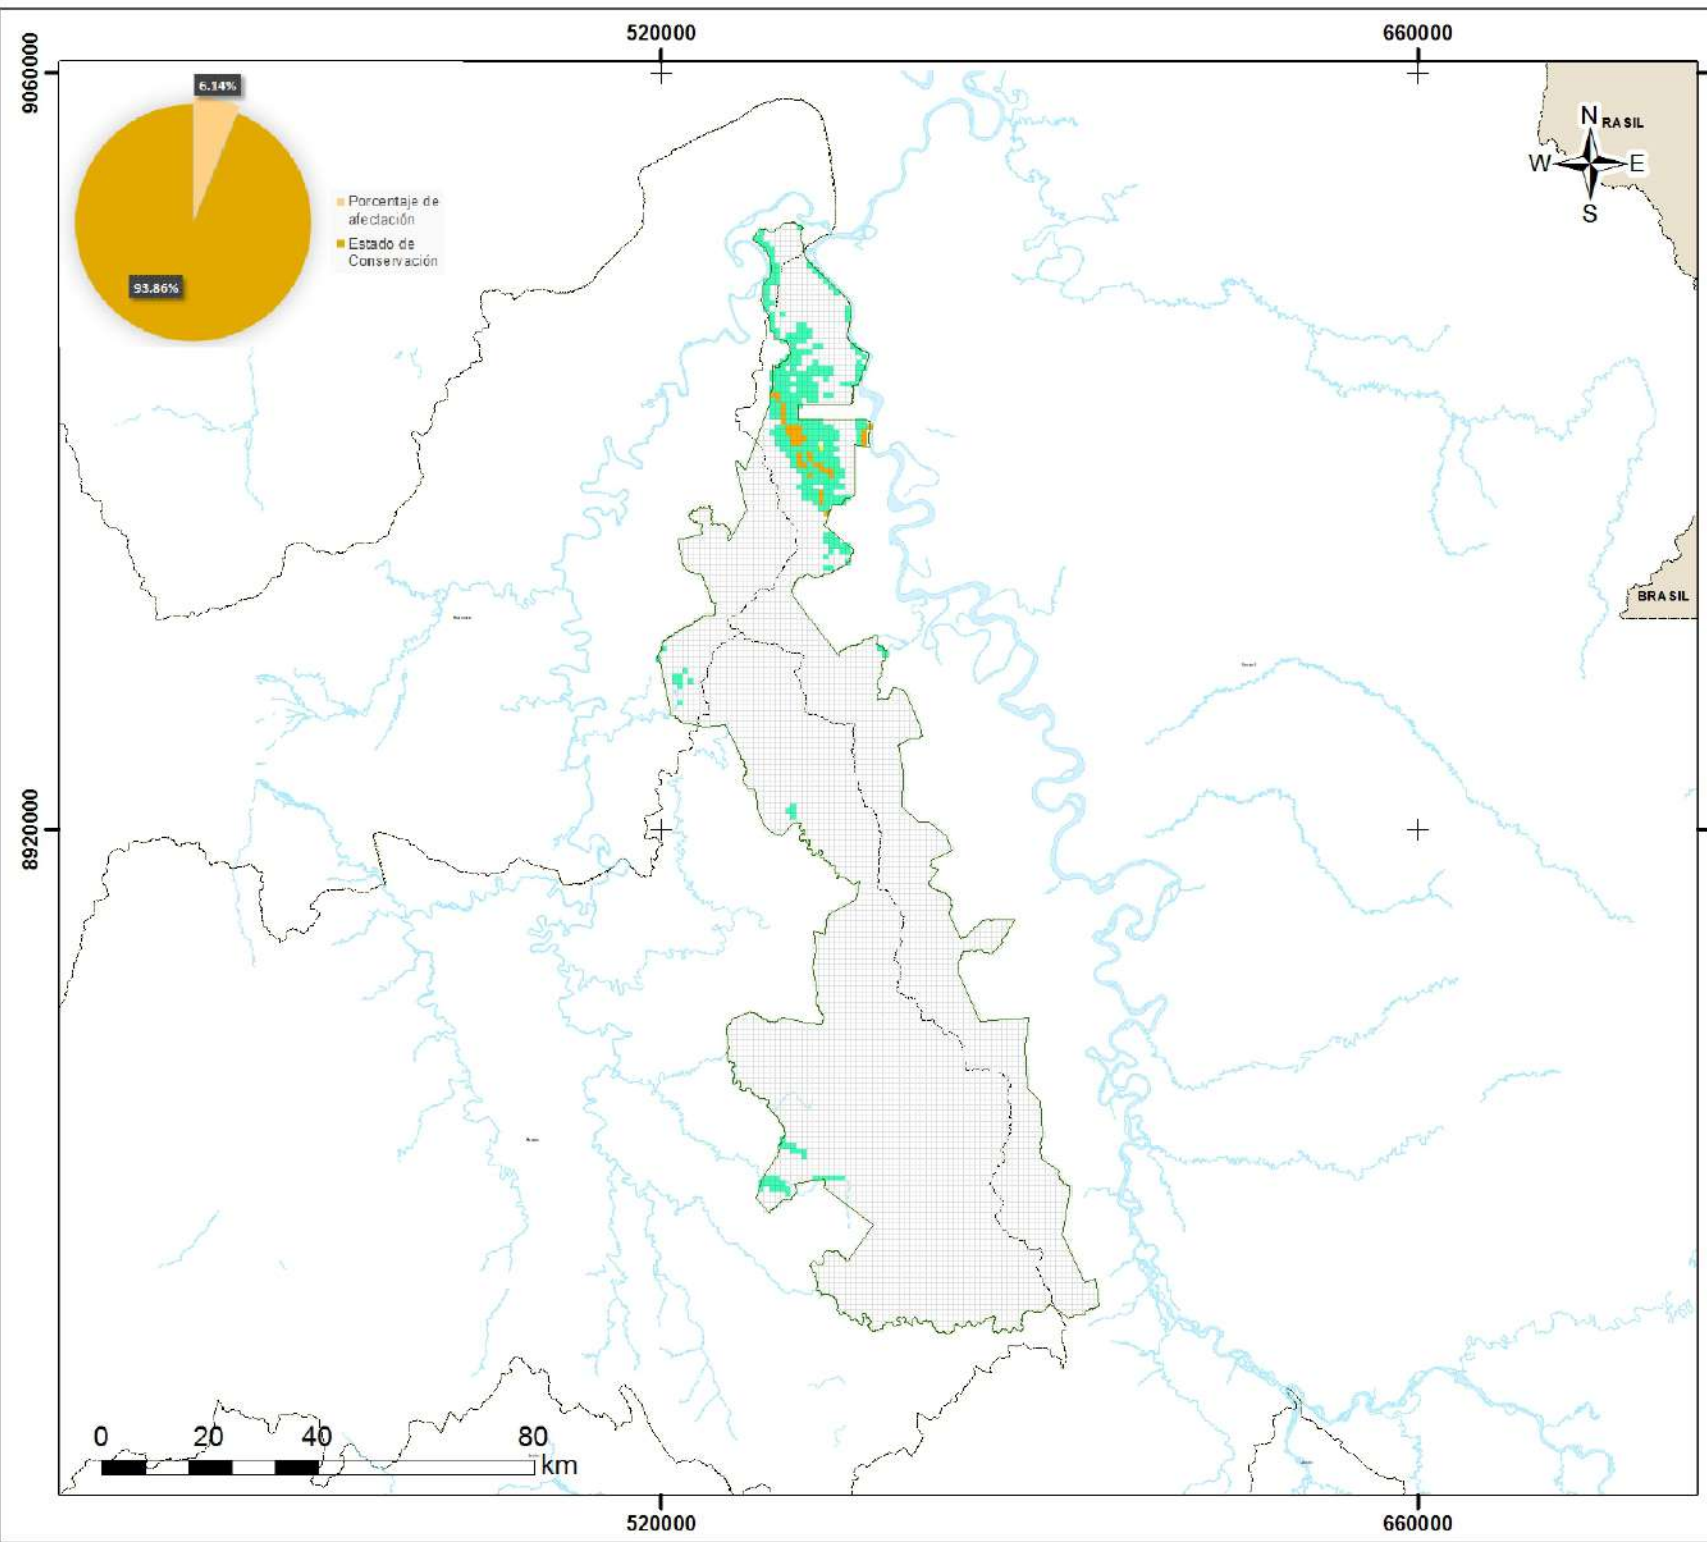 520000
660000
9060000
6.14%
N
RASIL
W
E
S
Porcentaje de
afectación
Estado de
Conservación
93.86%
BRASIL
8920000
0
20
40
80
km
520000
660000